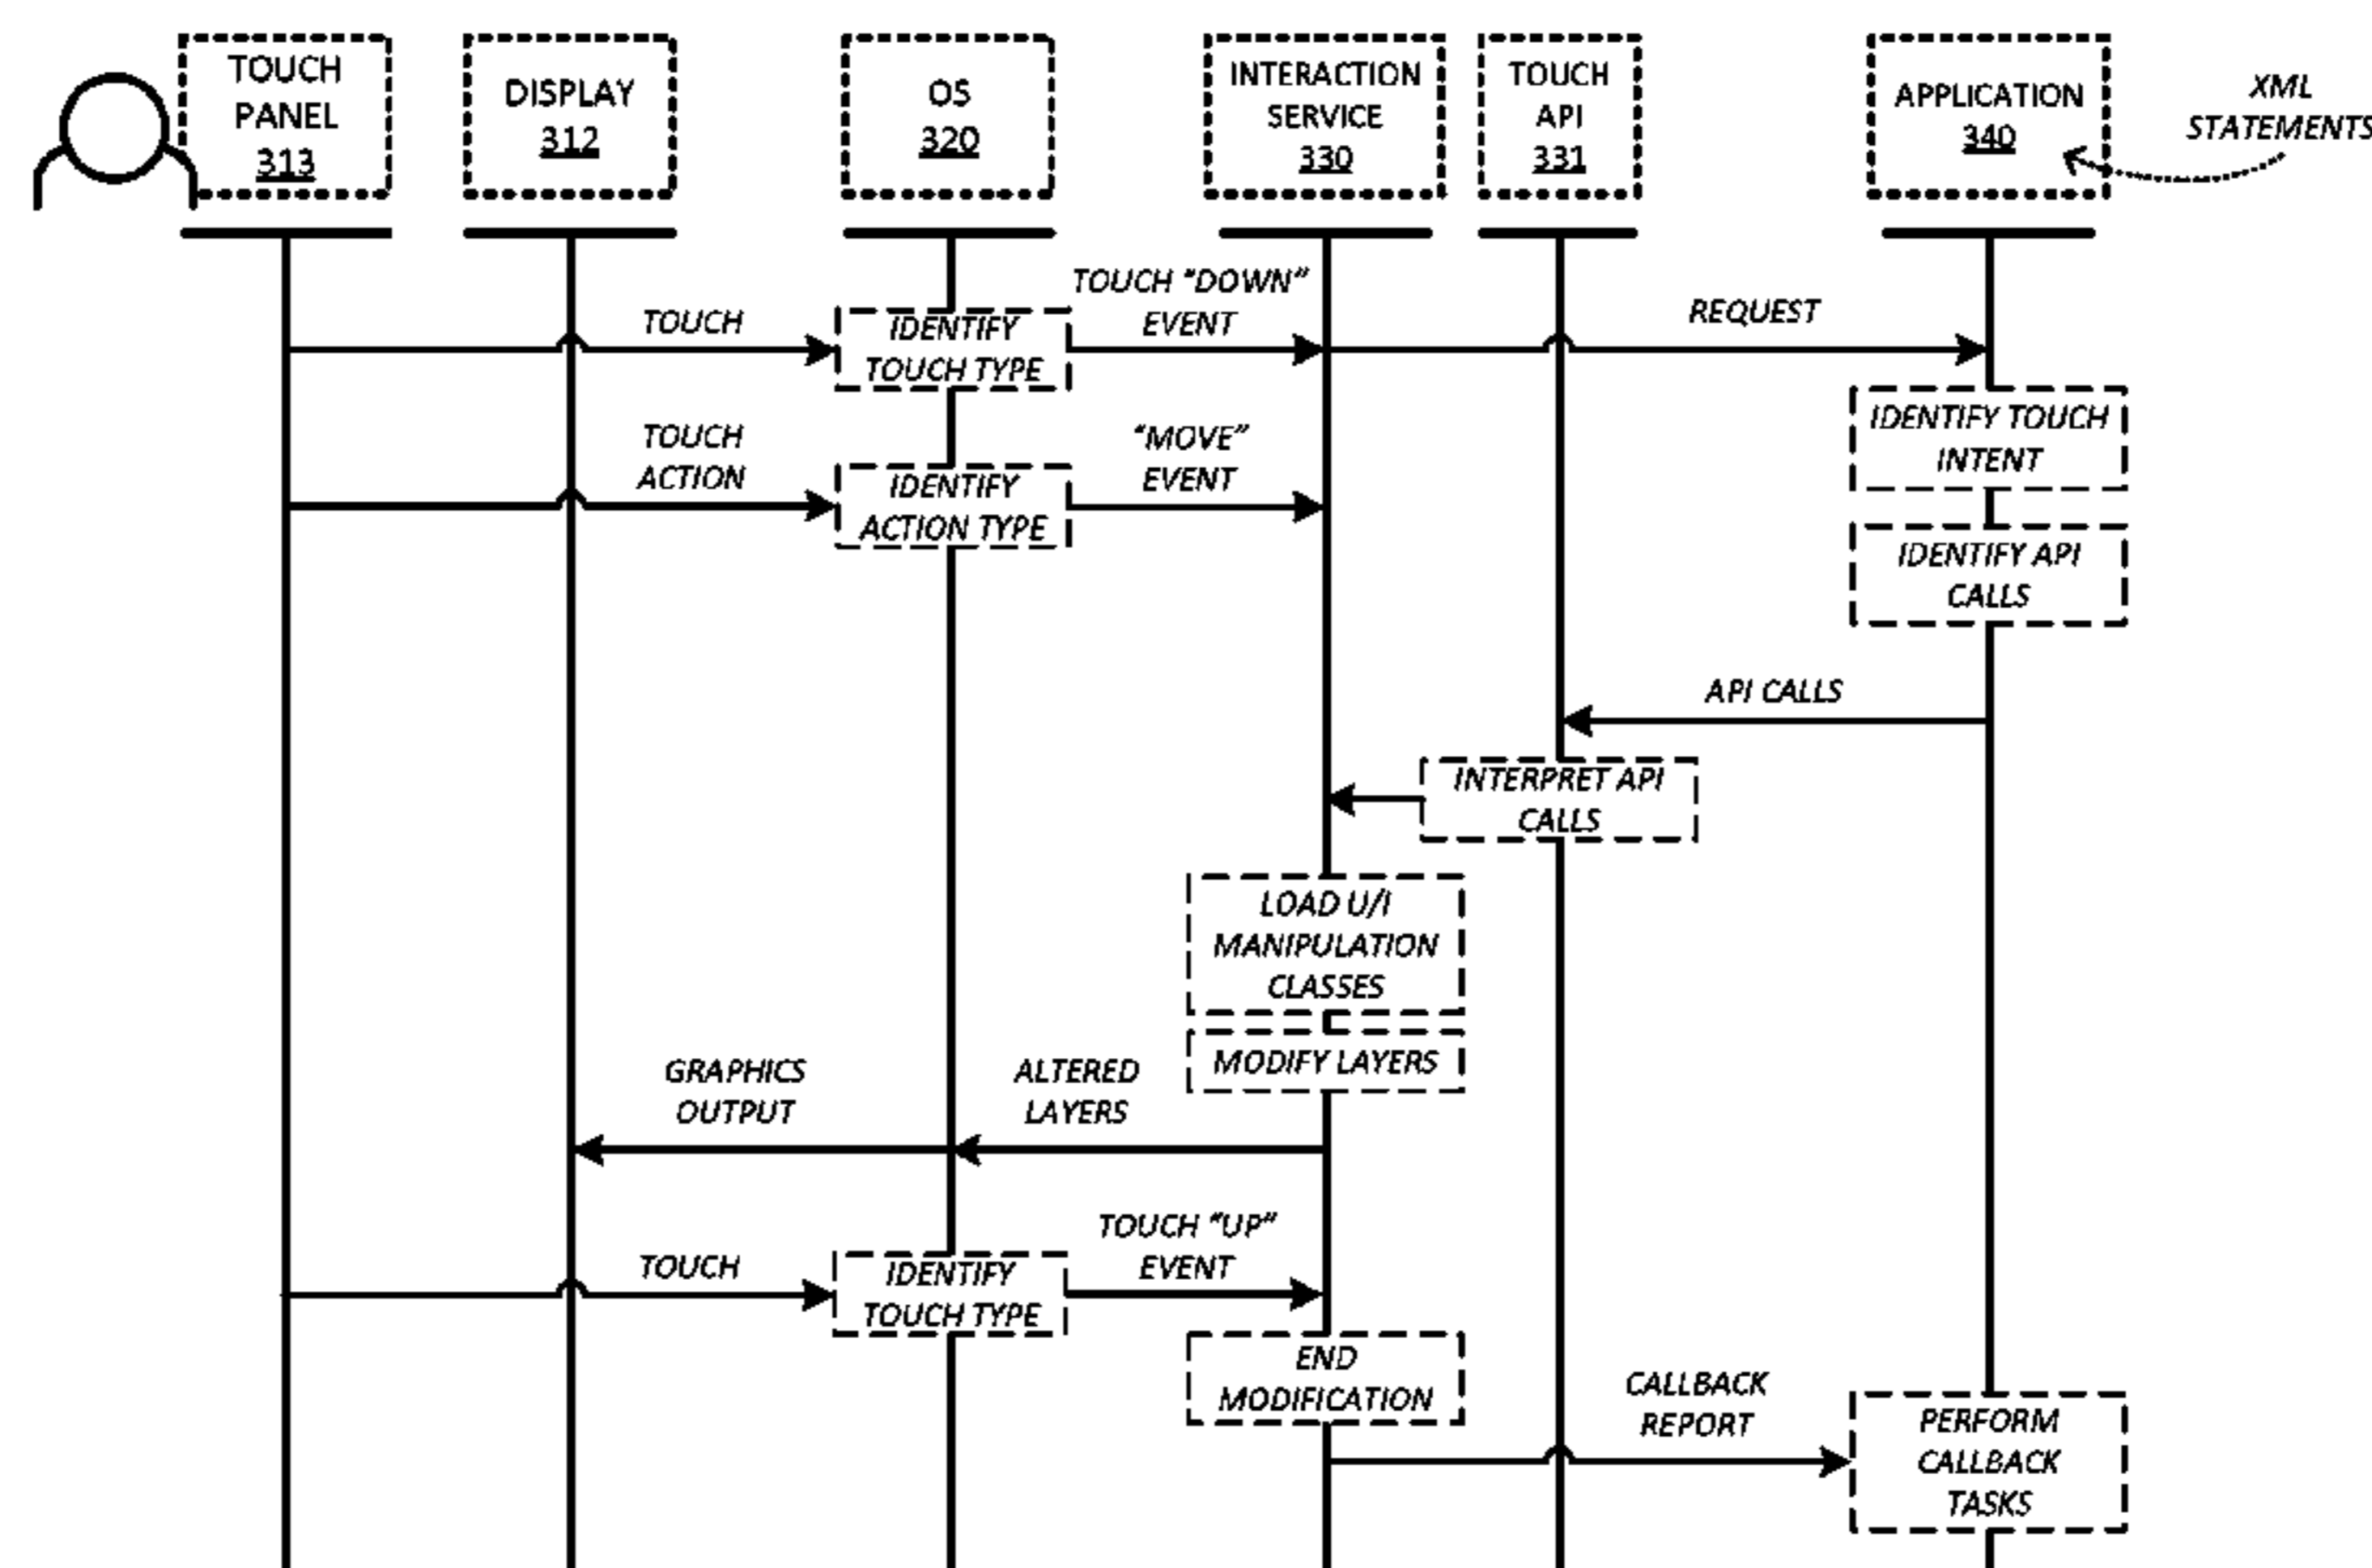 TOUCH
PANEL
313
DISPLAY
312
OS
320
INTERACTION
SERVICE
330
TOUCH
API
331
APPLICATION
340
XML
STATEMENTS
TOUCH
IDENTIFY
TOUCH TYPE
TOUCH "DOWN"
EVENT
REQUEST
IDENTIFY TOUCH
INTENT
TOUCH
ACTION
IDENTIFY
ACTION TYPE
"MOVE"
EVENT
IDENTIFY API
CALLS
API CALLS
INTERPRET API
CALLS
LOAD U/I
MANIPULATION
CLASSES
MODIFY LAYERS
GRAPHICS
OUTPUT
ALTERED
LAYERS
TOUCH
IDENTIFY
TOUCH TYPE
TOUCH "UP"
EVENT
END
MODIFICATION
CALLBACK
REPORT
PERFORM
CALLBACK
TASKS